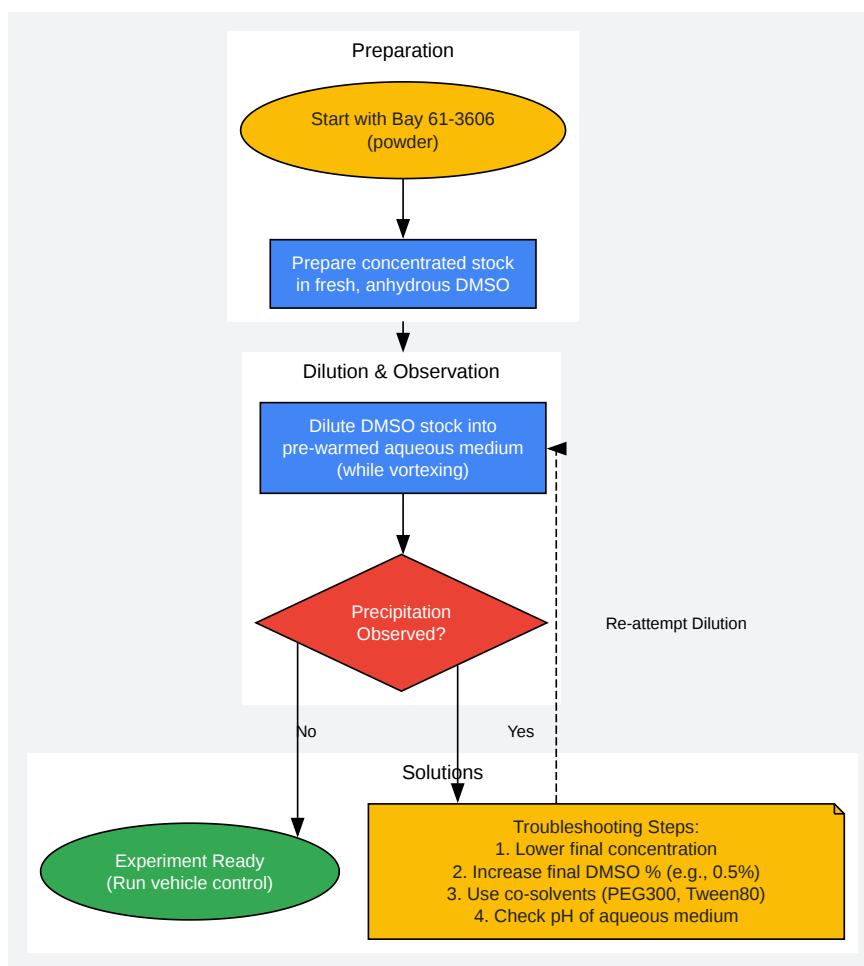 Preparation
Start with Bay 61-3606
(powder)
Prepare concentrated stock
in fresh, anhydrous DMSO
Dilution & Observation
Dilute DMSO stock into
pre-warmed aqueous medium
(while vortexing)
Precipitation
Observed?
Re-attempt Dilution
No
Yes
Solutions
Experiment Ready
(Run vehicle control)
Troubleshooting Steps:
1. Lower final concentration
2. Increase final DMSO % (e.g., 0.5%)
3. Use co-solvents (PEG300, Tween80)
4. Check pH of aqueous medium